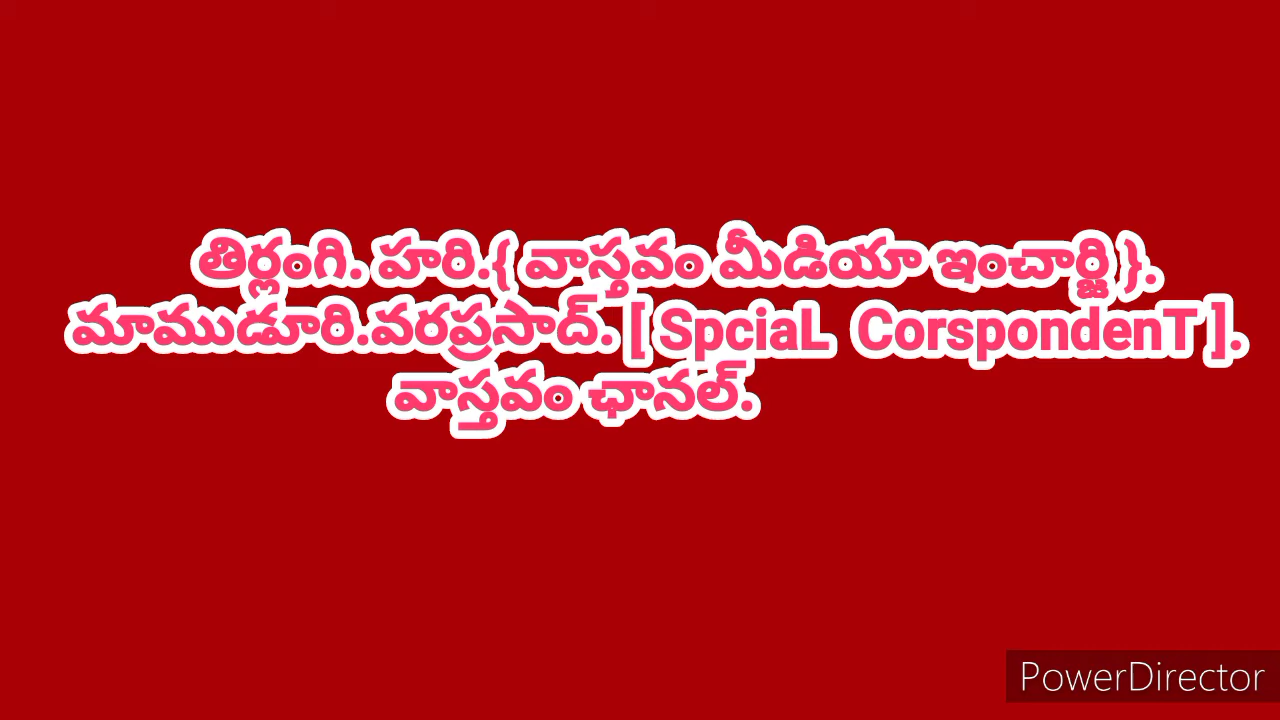 తిర్లంగి. హరి.{ వాస్తవం మీడియా ఇంచార్జి }.
మాముడూరి.వరప్రసాద్. [ SpciaL CorspondenT ].
వాస్తవం ఛానల్.
PowerDirector